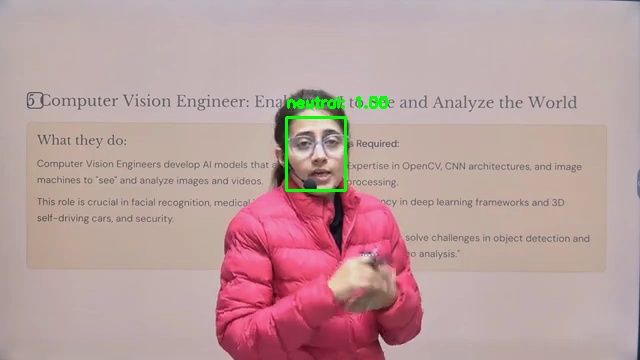 5 Computer Vision Engineer: Enab to e and Analyze the World
neutral: 1.00
What they do:
s Required:
Computer Vision Engineers develop AI models that a
Expertise in OpenCV, CNN architectures, and image
machines to "see" and analyze images and videos.
processing.
This role is crucial in facial recognition, medical
ncy in deep learning frameworks and 3D
self-driving cars, and security.
solve challenges in object detection and
o analysis."